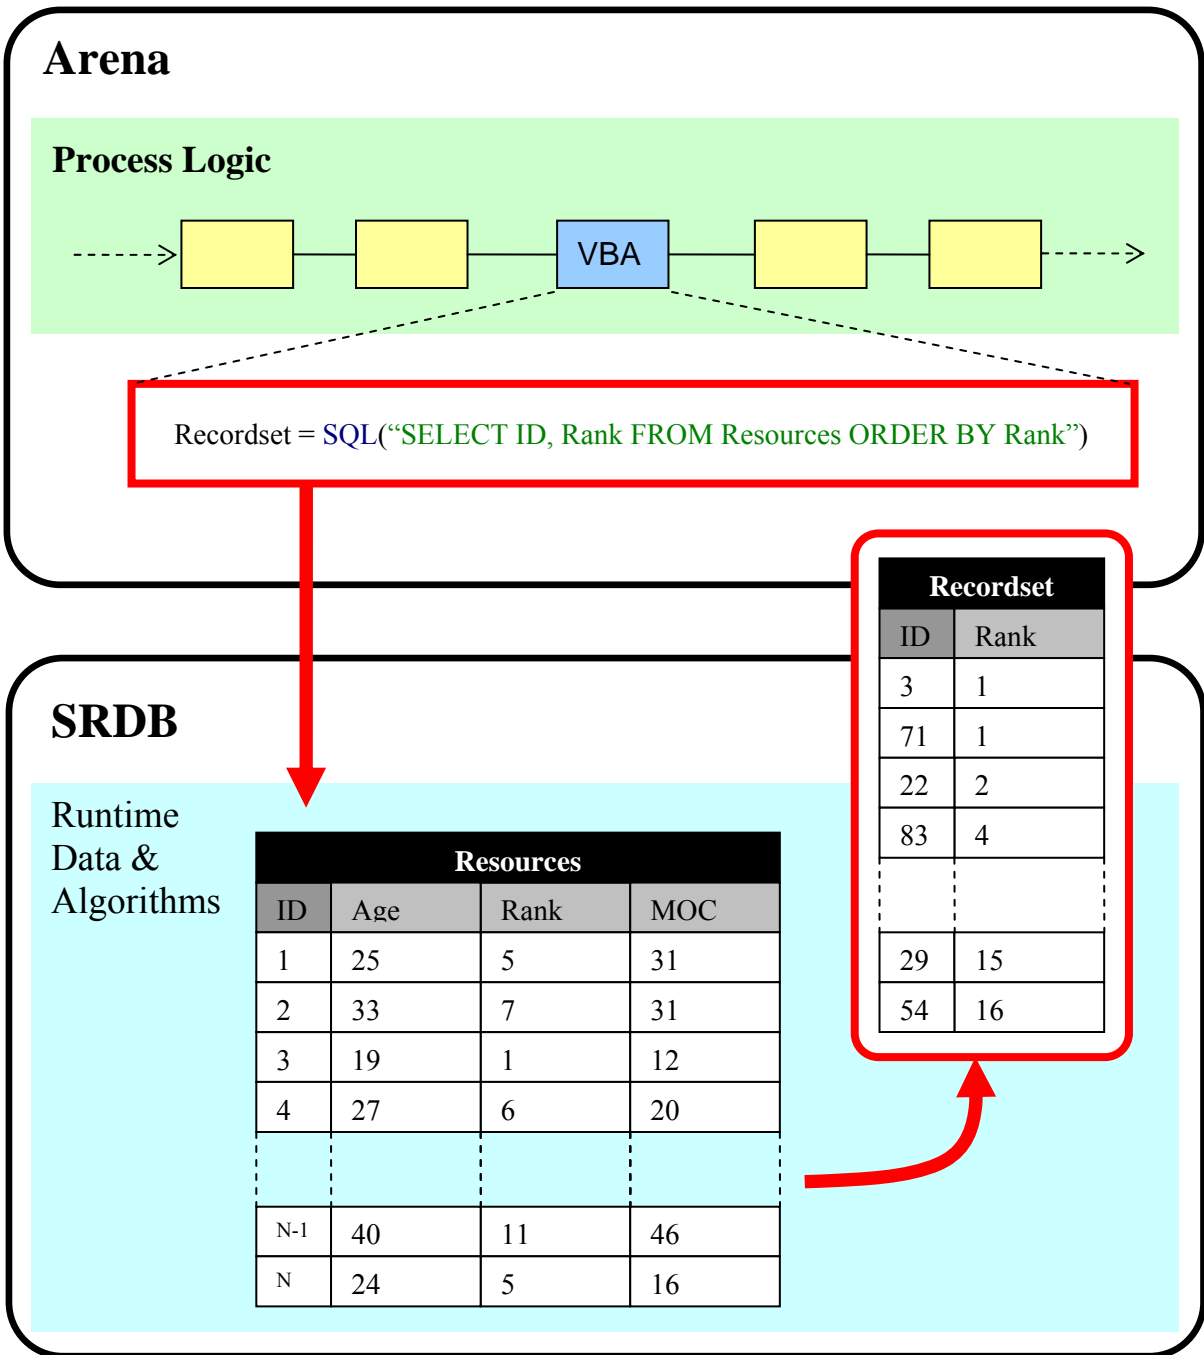 Arena
Process Logic
VBA
Recordset = SQL(“SELECT ID, Rank FROM Resources ORDER BY Rank”)
Recordset
ID Rank
3 1
71 1
22 2
83 4
29 15
54 16
SRDB
Runtime
Data &
Algorithms
Resources
ID Age Rank MOC
1 25 5 31
2 33 7 31
3 19 1 12
4 27 6 20
N-1 40 11 46
N 24 5 16